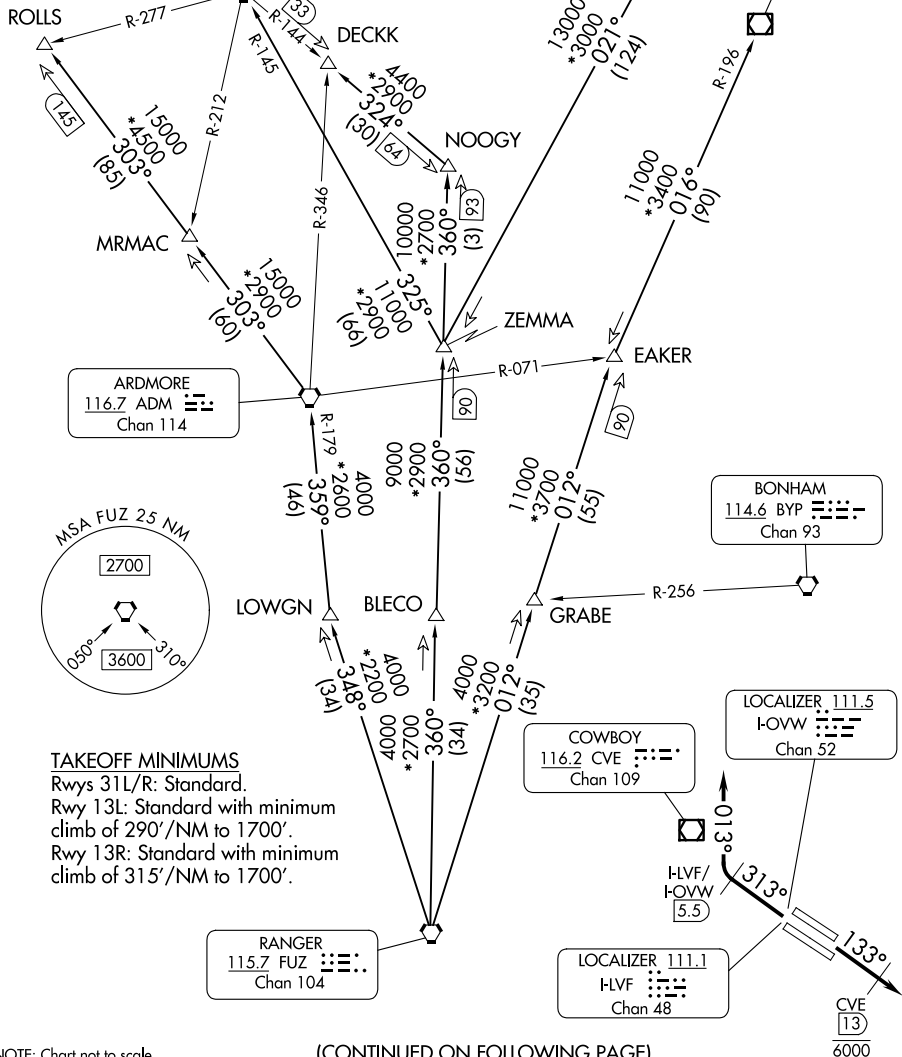 ROLLS
R-277
33
R-144
DECKK
R-145
13000
*3000
021°
(124)
R-196
145
15000
*4500
303°
(85)
R-212
4400
*2900
324°
(30)
64
NOOGY
93
11000
*3400
016°
(90)
MRMAC
R-346
10000
*2700
360°
(3)
15000
*2900
303°
(60)
325°
11000
*2900
(66)
ZEMMA
EAKER
R-071
ARDMORE
116.7 ADM
Chan 114
90
90
R-179
4000
*2600
359°
(46)
9000
*2900
360°
(56)
11000
*3700
012°
(55)
BONHAM
114.6 BYP
Chan 93
MSA FUZ 25 NM
2700
050°
3600
310°
LOWGN
BLECO
GRABE
R-256
4000
*2200
348°
(34)
4000
*2700
360°
(34)
4000
*3200
012°
(35)
LOCALIZER 111.5
I-OVW
Chan 52
COWBOY
116.2 CVE
Chan 109
TAKEOFF MINIMUMS
Rwys 31L/R: Standard.
Rwy 13L: Standard with minimum
climb of 290'/NM to 1700'.
Rwy 13R: Standard with minimum
climb of 315'/NM to 1700'.
013°
I-LVF/
I-OVW
5.5
313°
133°
RANGER
115.7 FUZ
Chan 104
LOCALIZER 111.1
I-LVF
Chan 48
CVE
13
6000
NOTE: Chart not to scale
(CONTINUED ON FOLLOWING PAGE)